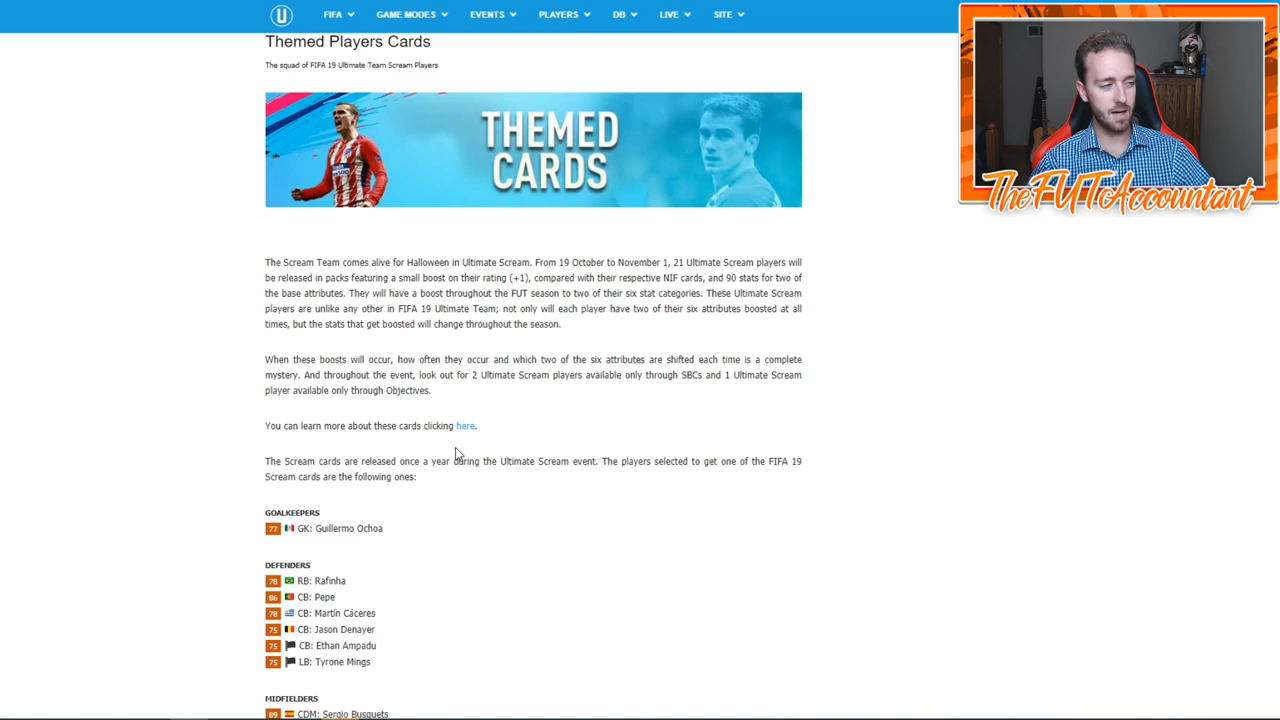 U FIFA GAME MODES EVENTS PLAYERS DB LIVE SITE
Themed Players Cards
The squad of FIFA 19 Ultimate Team Scream Players
THEMED
CARDS
TheFUTAccountant
The Scream Team comes alive for Halloween in Ultimate Scream. From 19 October to November 1, 21 Ultimate Scream players will
be released in packs featuring a small boost on their rating (+1), compared with their respective NIF cards, and 90 stats for two of
the base attributes. They will have a boost throughout the FUT season to two of their six stat categories. These Ultimate Scream
players are unlike any other in FIFA 19 Ultimate Team; not only will each player have two of their six attributes boosted at all
times, but the stats that get boosted will change throughout the season.
When these boosts will occur, how often they occur and which two of the six attributes are shifted each time is a complete
mystery. And throughout the event, look out for 2 Ultimate Scream players available only through SBCs and 1 Ultimate Scream
player available only through Objectives.
You can learn more about these cards clicking here.
The Scream cards are released once a year during the Ultimate Scream event. The players selected to get one of the FIFA 19
Scream cards are the following ones:
GOALKEEPERS
77 GK: Guillermo Ochoa
DEFENDERS
78 RB: Rafinha
86 CB: Pepe
78 CB: Martín Cáceres
75 CB: Jason Denayer
75 CB: Ethan Ampadu
75 LB: Tyrone Mings
MIDFIELDERS
89 CDM: Sergio Busquets